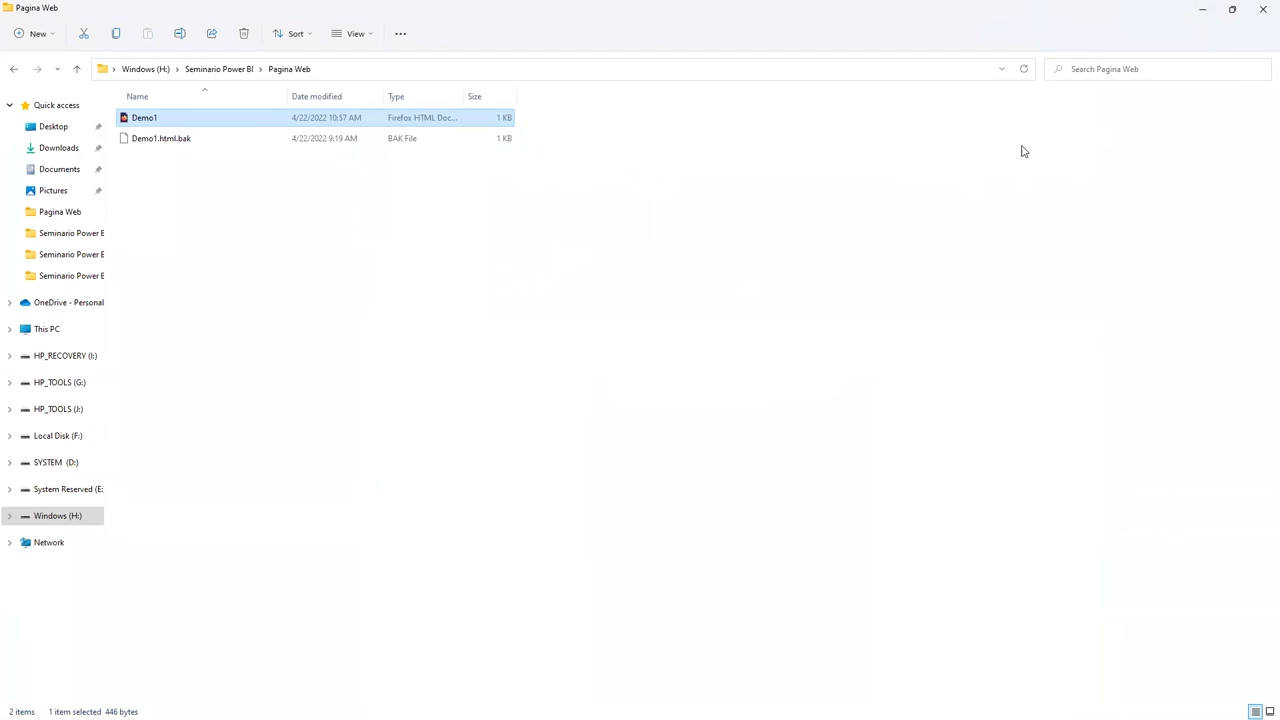 Pagina Web
New
Sort
View
Windows (H:) > Seminario Power BI > Pagina Web
Search Pagina Web
Name Date modified Type Size
Demo1 4/22/2022 10:57 AM Firefox HTML Doc... 1 KB
Demo1.html.bak 4/22/2022 9:19 AM BAK File 1 KB
Quick access
Desktop
Downloads
Documents
Pictures
Pagina Web
Seminario Power B
Seminario Power B
Seminario Power B
OneDrive - Personal
This PC
HP_RECOVERY (I:)
HP_TOOLS (G:)
HP_TOOLS (J:)
Local Disk (F:)
SYSTEM (D:)
System Reserved (E:
Windows (H:)
Network
2 items 1 item selected 446 bytes